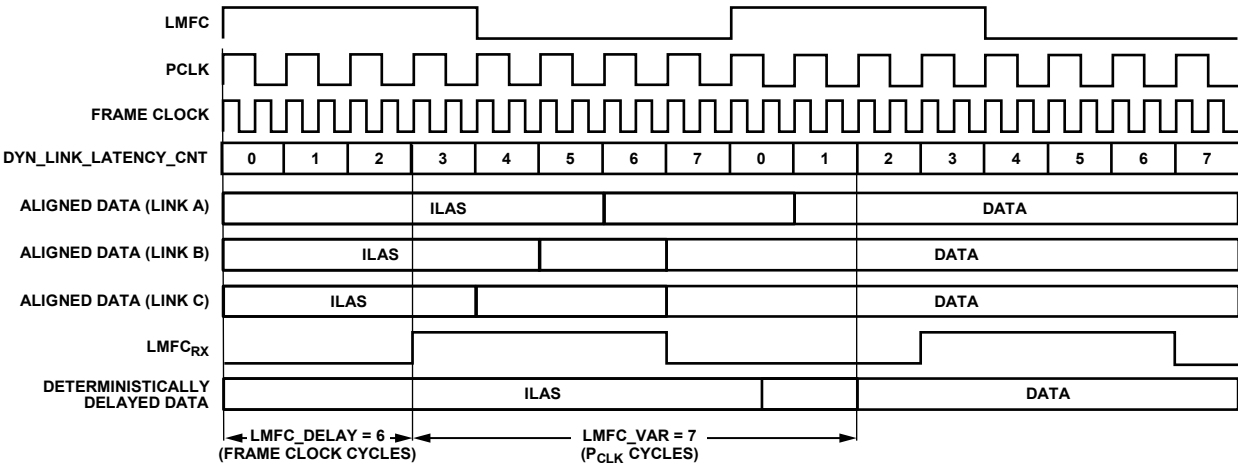 LMFC
PCLK
FRAME CLOCK
DYN_LINK_LATENCY_CNT 0 1 2 3 4 5 6 7 0 1 2 3 4 5 6 7
ALIGNED DATA (LINK A) ILAS DATA
ALIGNED DATA (LINK B) ILAS DATA
ALIGNED DATA (LINK C) ILAS DATA
LMFCRX
DETERMINISTICALLY
DELAYED DATA ILAS DATA
LMFC_DELAY = 6 LMFC_VAR = 7
(FRAME CLOCK CYCLES) (PCLK CYCLES)